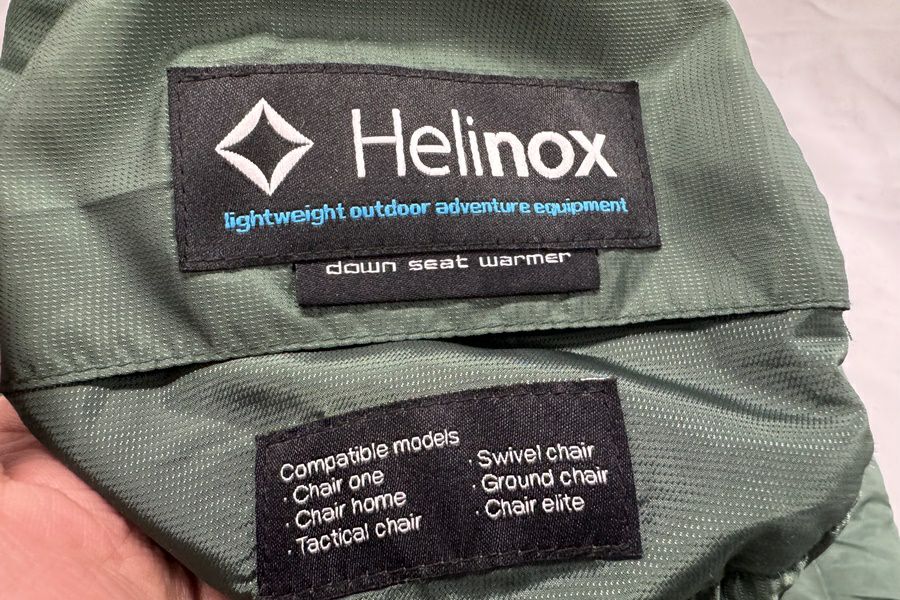 Helinox
lightweight outdoor adventure equipment
down seat warmer
Compatible models
· Chair one
· Chair home
· Tactical chair
· Swivel chair
· Ground chair
· Chair elite